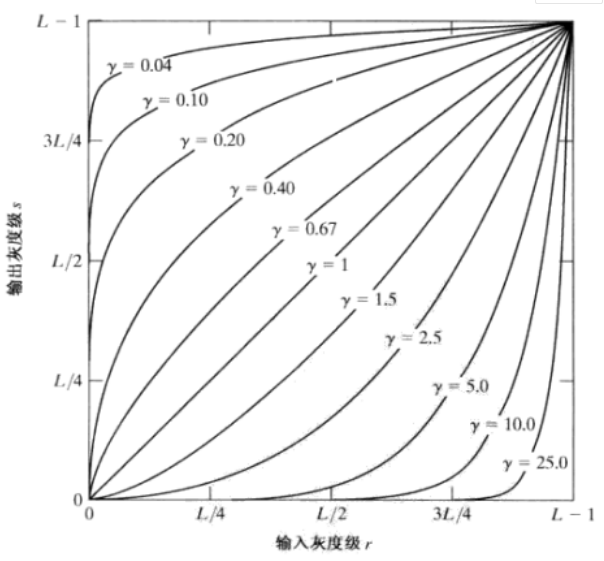 L − 1
γ = 0.04
γ = 0.10
3L/4
γ = 0.20
γ = 0.40
γ = 0.67
输出灰度级 s
L/2
γ = 1
γ = 1.5
γ = 2.5
L/4
γ = 5.0
γ = 10.0
γ = 25.0
0
0
L/4
L/2
3L/4
L − 1
输入灰度级 r